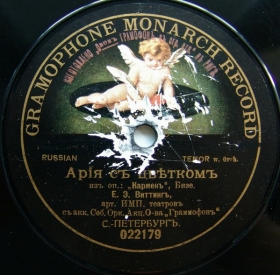 GRAMOPHONE MONARCH RECORD
RUSSIAN TENOR w. orch.
Арія съ цвѣткомъ
изъ оп.: „Карменъ", Бизе.
Е. Э. Виттингъ,
арт. ИМП. театровъ
съ акк. Соб. Орк. Акц. О-ва „Граммофонъ"
С.-ПЕТЕРБУРГЪ.
022179